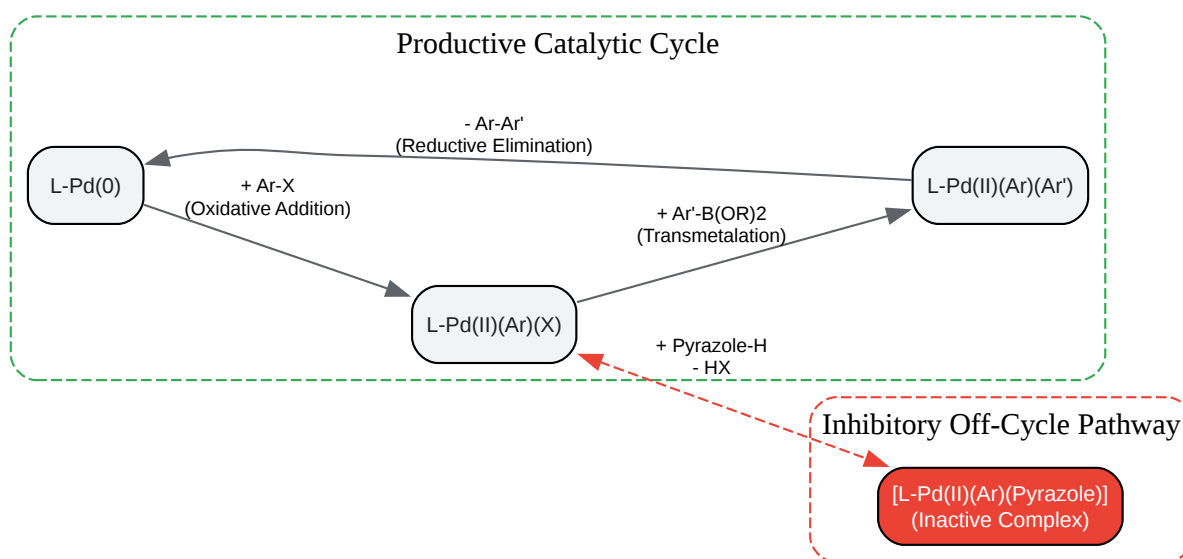 Productive Catalytic Cycle
- Ar-Ar'
(Reductive Elimination)
L-Pd(0)
+ Ar-X
(Oxidative Addition)
L-Pd(II)(Ar)(Ar')
+ Ar'-B(OR)2
(Transmetalation)
L-Pd(II)(Ar)(X)
+ Pyrazole-H
- HX
Inhibitory Off-Cycle Pathway
[L-Pd(II)(Ar)(Pyrazole)]
(Inactive Complex)